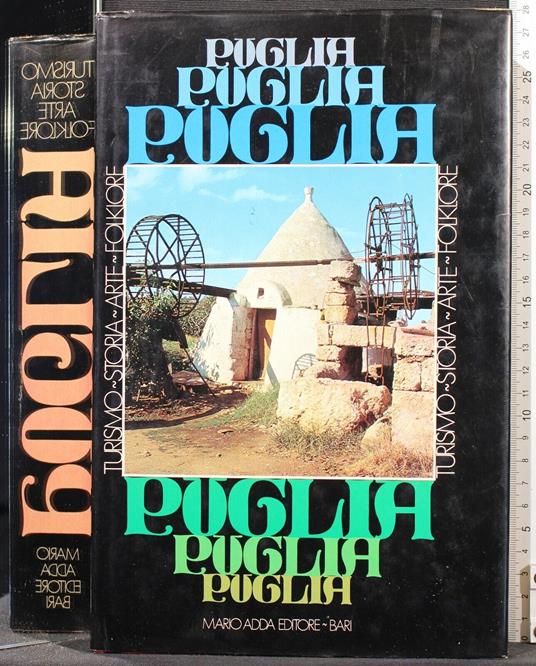 PUGLIA
PUGLIA
PUGLIA
TURISMO~STORIA~ARTE~FOLKLORE
TURISMO~STORIA~ARTE~FOLKLORE
PUGLIA
PUGLIA
PUGLIA
MARIO ADDA EDITORE~BARI
TURISMO
STORIA
ARTE
FOLKLORE
PUGLIA
MARIO
ADDA
EDITORE
BARI